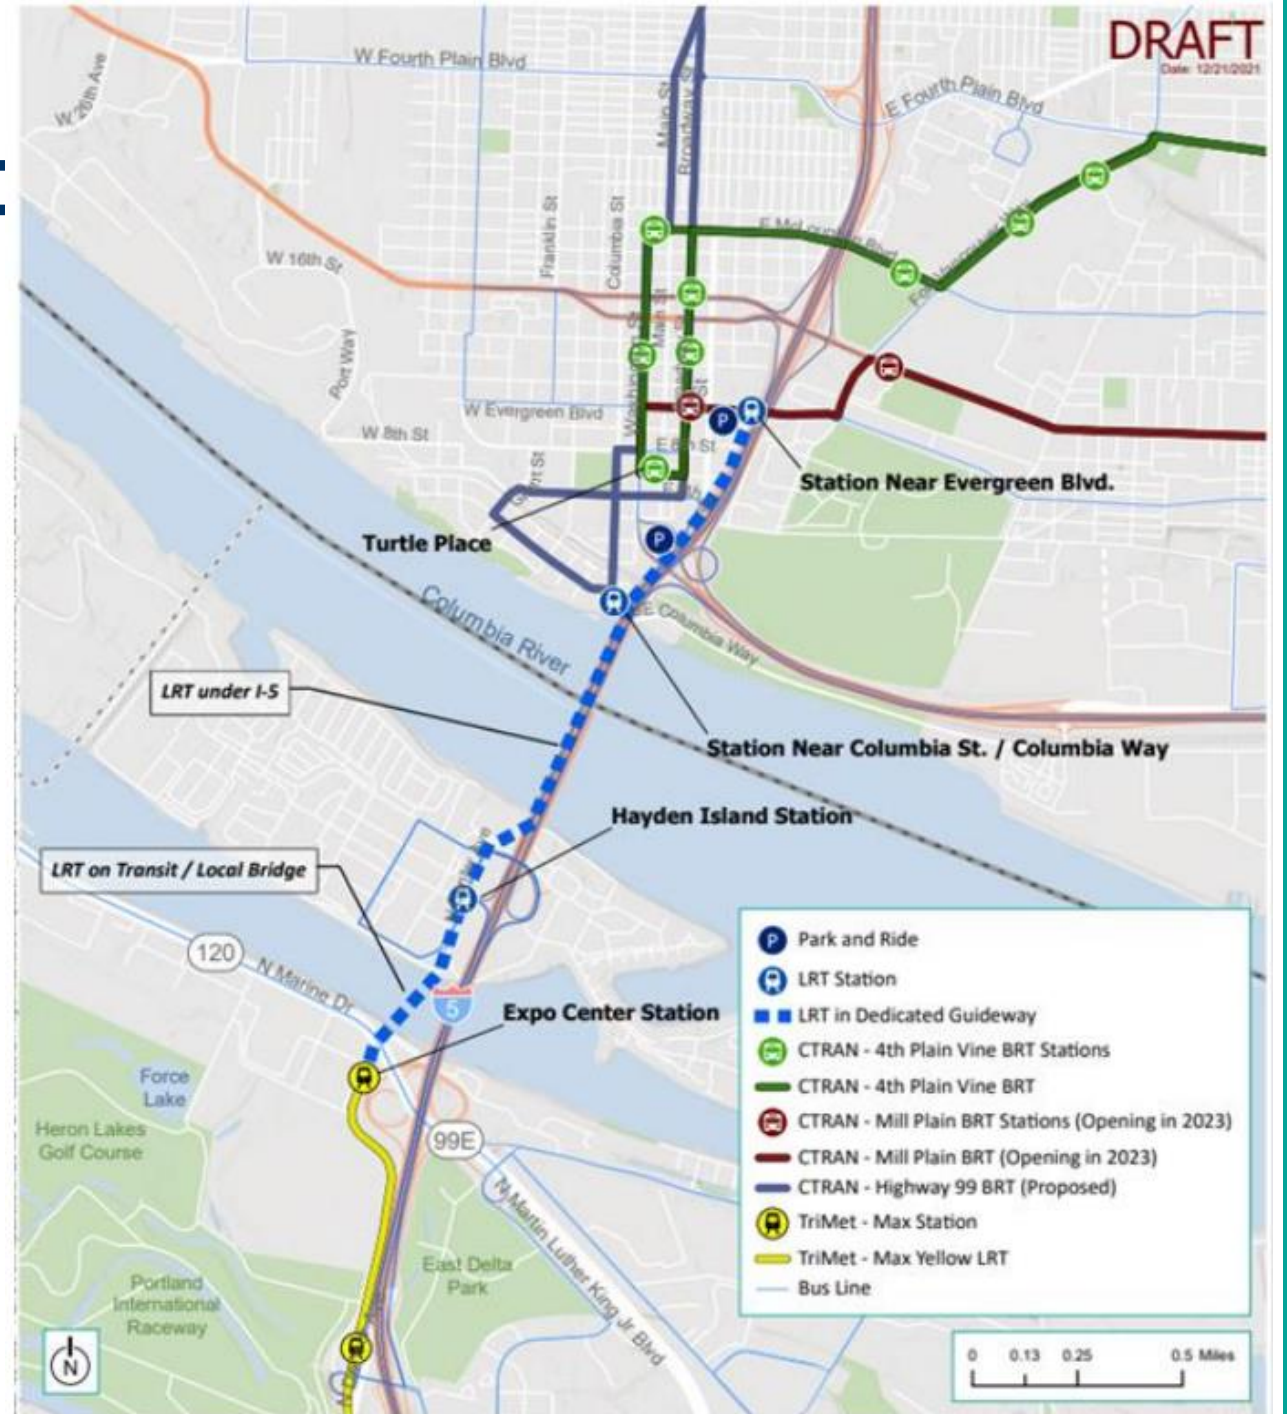 DRAFT
Date: 12/21/2021
W Fourth Plain Blvd
E Fourth Plain Blvd
W 26th Ave
Main St
Broadway St
Franklin St
Columbia St
E McLoughlin Blvd
W 16th St
Main St
Port Way
St
W Evergreen Blvd
W 8th St
E 8th St
Station Near Evergreen Blvd.
Turtle Place
Columbia River
SE Columbia Way
LRT under I-5
Station Near Columbia St. / Columbia Way
Hayden Island Station
LRT on Transit / Local Bridge
120
N Marine Dr
5
Expo Center Station
Force
Lake
Heron Lakes
Golf Course
99E
N Martin Luther King Jr Blvd
East Delta
Park
Portland
International
Raceway
N
P
P
P Park and Ride
LRT Station
LRT in Dedicated Guideway
CTRAN - 4th Plain Vine BRT Stations
CTRAN - 4th Plain Vine BRT
CTRAN - Mill Plain BRT Stations (Opening in 2023)
CTRAN - Mill Plain BRT (Opening in 2023)
CTRAN - Highway 99 BRT (Proposed)
TriMet - Max Station
TriMet - Max Yellow LRT
Bus Line
0 0.13 0.25 0.5 Miles